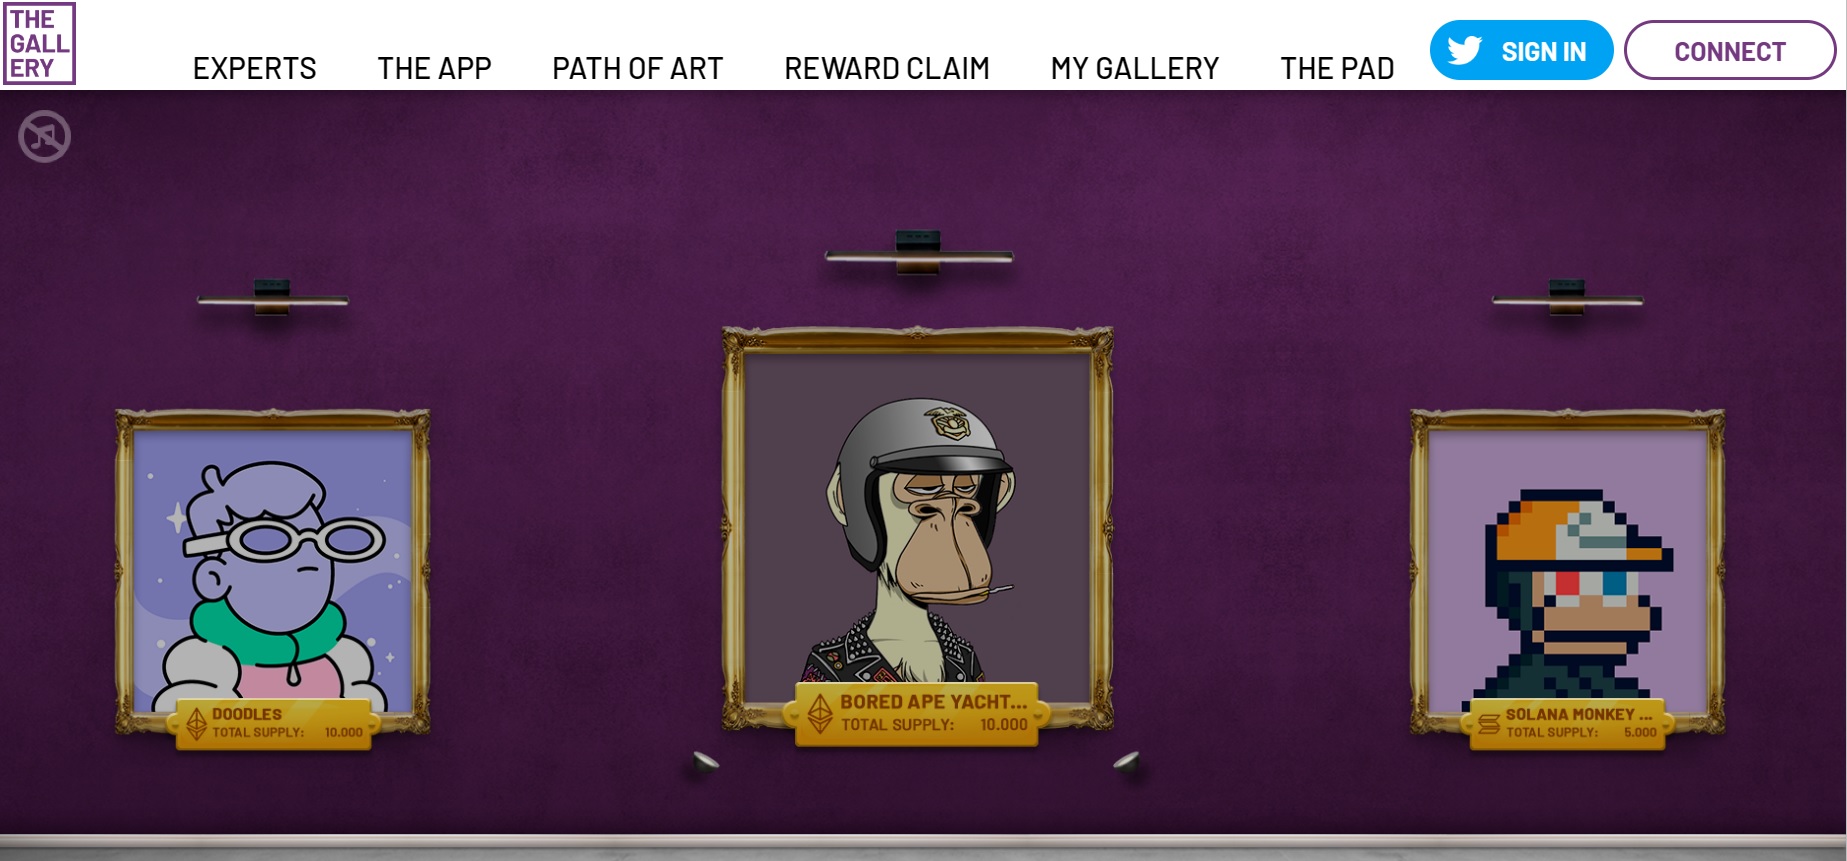 THE
GALL
ERY
EXPERTS
THE APP
PATH OF ART
REWARD CLAIM
MY GALLERY
THE PAD
SIGN IN
CONNECT
DOODLES
TOTAL SUPPLY: 10.000
BORED APE YACHT...
TOTAL SUPPLY: 10.000
SOLANA MONKEY ...
TOTAL SUPPLY: 5.000